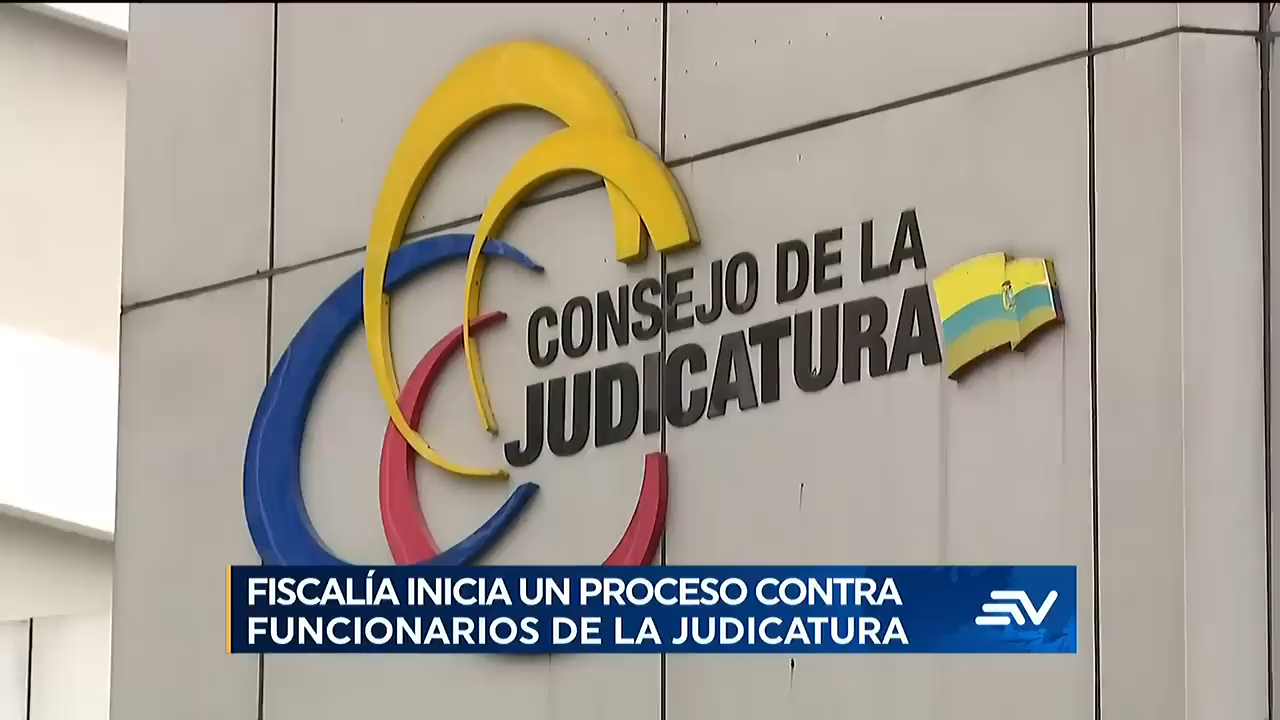 CONSEJO DE LA
JUDICATURA
FISCALÍA INICIA UN PROCESO CONTRA
FUNCIONARIOS DE LA JUDICATURA